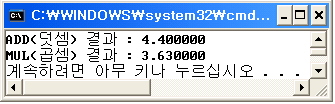 C:\WINDOWS\system32\cmd...
ADD(덧셈) 결과 : 4.400000
MUL(곱셈) 결과 : 3.630000
계속하려면 아무 키나 누르십시오 . . .